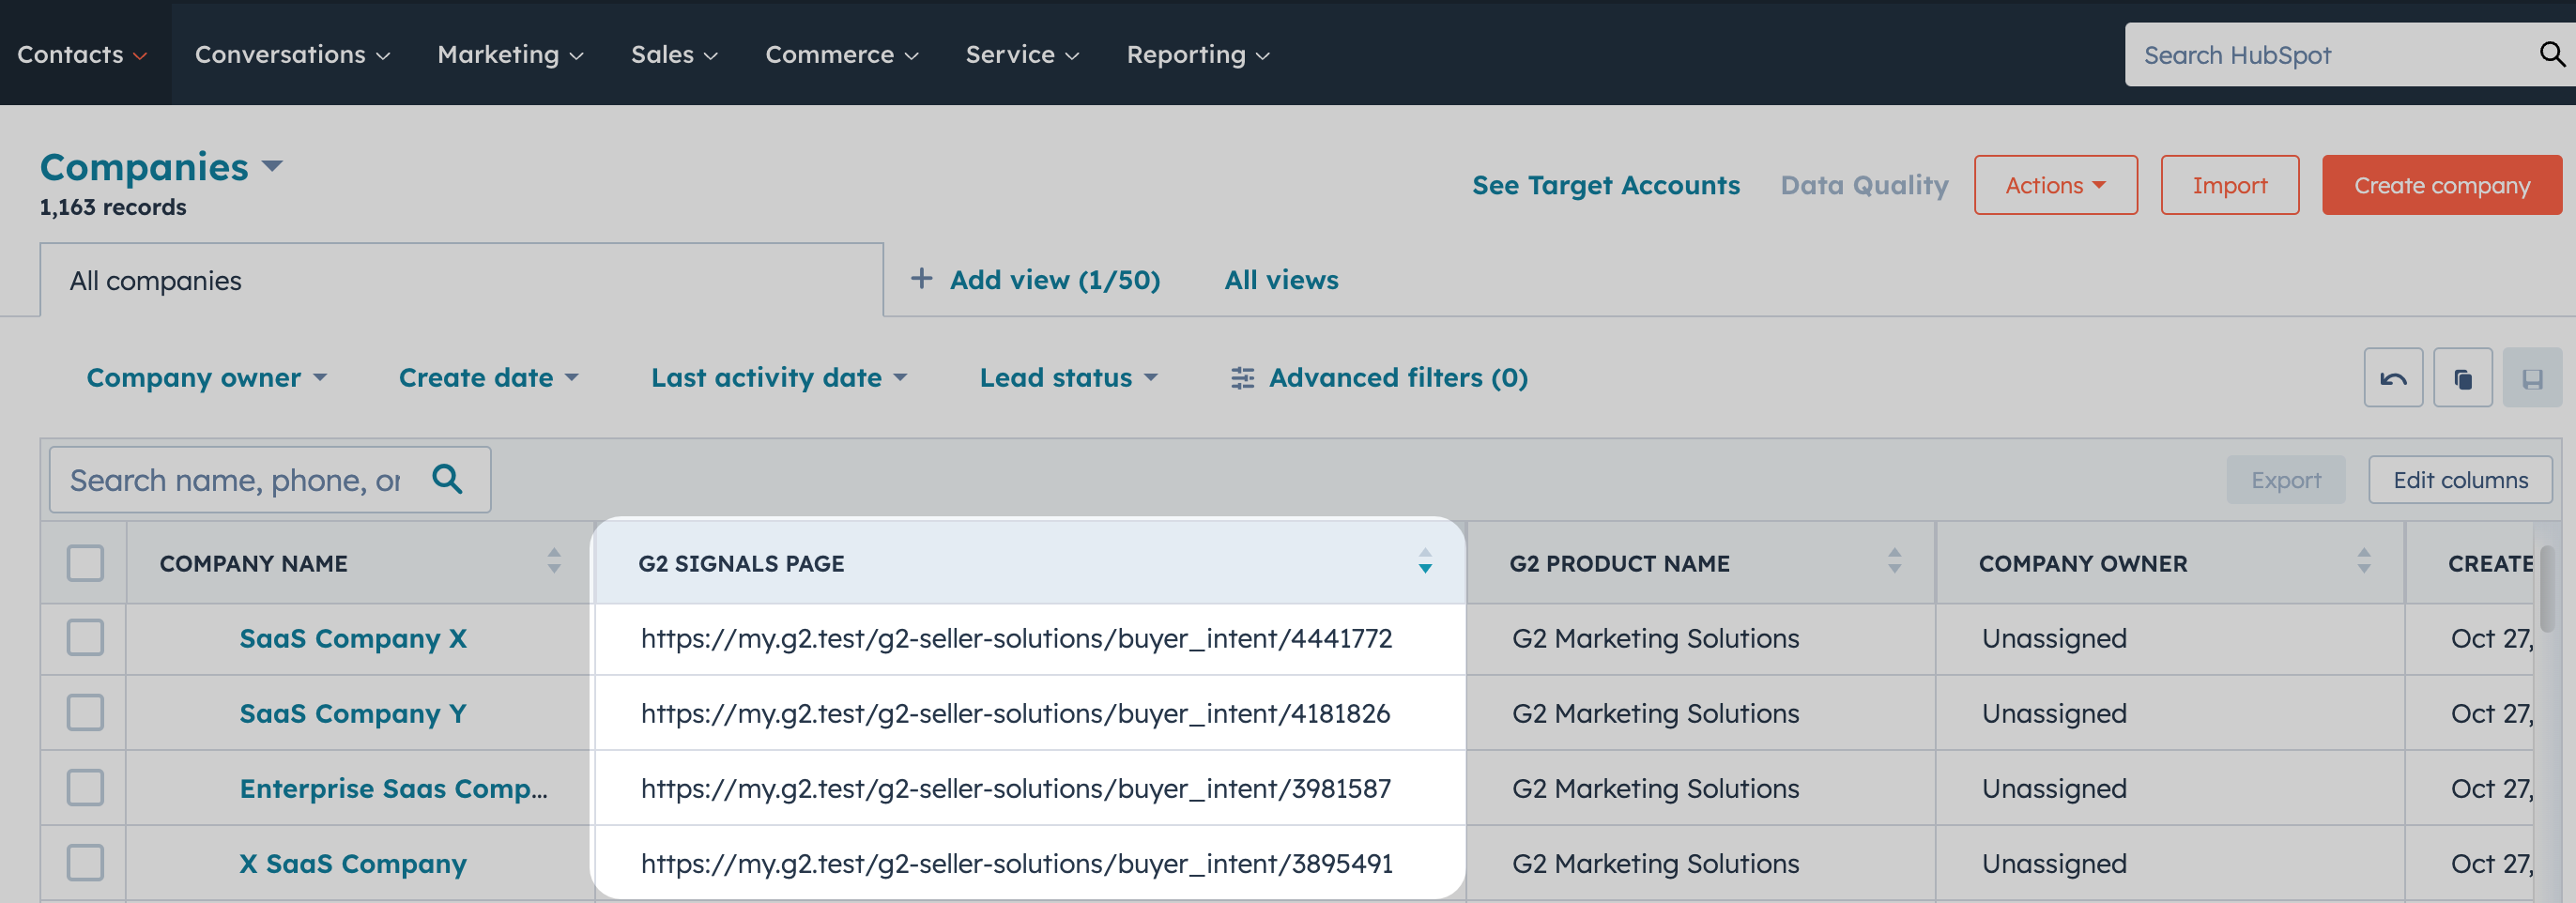 Contacts Conversations Marketing Sales Commerce Service Reporting Search HubSpot
Companies
1,163 records
See Target Accounts Data Quality Actions Import Create company
All companies + Add view (1/50) All views
Company owner Create date Last activity date Lead status Advanced filters (0)
Search name, phone, or Export Edit columns
COMPANY NAME G2 SIGNALS PAGE G2 PRODUCT NAME COMPANY OWNER CREATE
SaaS Company X https://my.g2.test/g2-seller-solutions/buyer_intent/4441772 G2 Marketing Solutions Unassigned Oct 27,
SaaS Company Y https://my.g2.test/g2-seller-solutions/buyer_intent/4181826 G2 Marketing Solutions Unassigned Oct 27,
Enterprise Saas Comp... https://my.g2.test/g2-seller-solutions/buyer_intent/3981587 G2 Marketing Solutions Unassigned Oct 27,
X SaaS Company https://my.g2.test/g2-seller-solutions/buyer_intent/3895491 G2 Marketing Solutions Unassigned Oct 27,